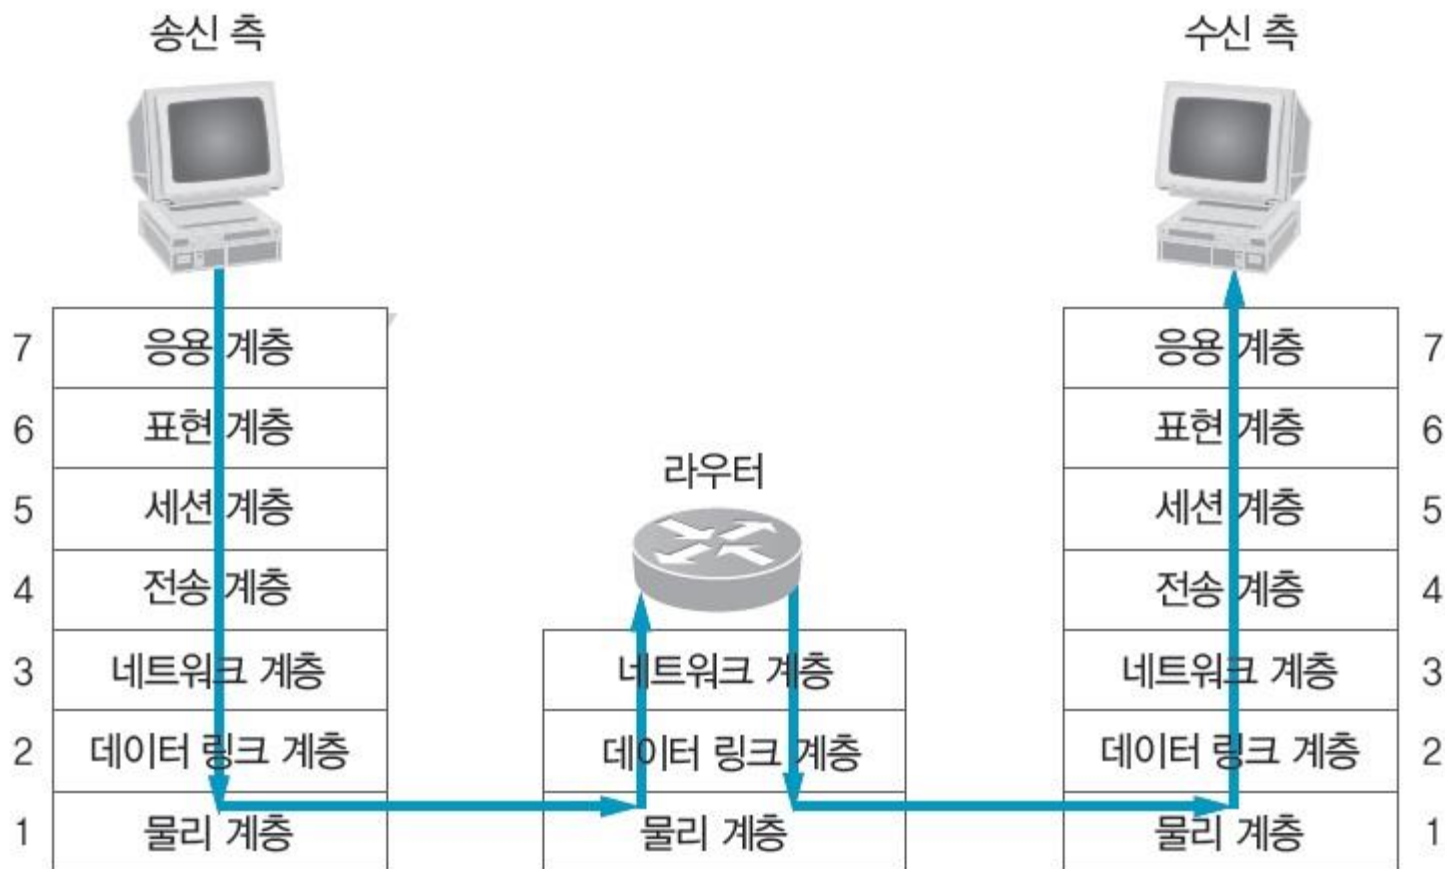 송신 측
수신 측
7 응용 계층
6 표현 계층
5 세션 계층
4 전송 계층
3 네트워크 계층
2 데이터 링크 계층
1 물리 계층
라우터
네트워크 계층
데이터 링크 계층
물리 계층
응용 계층 7
표현 계층 6
세션 계층 5
전송 계층 4
네트워크 계층 3
데이터 링크 계층 2
물리 계층 1